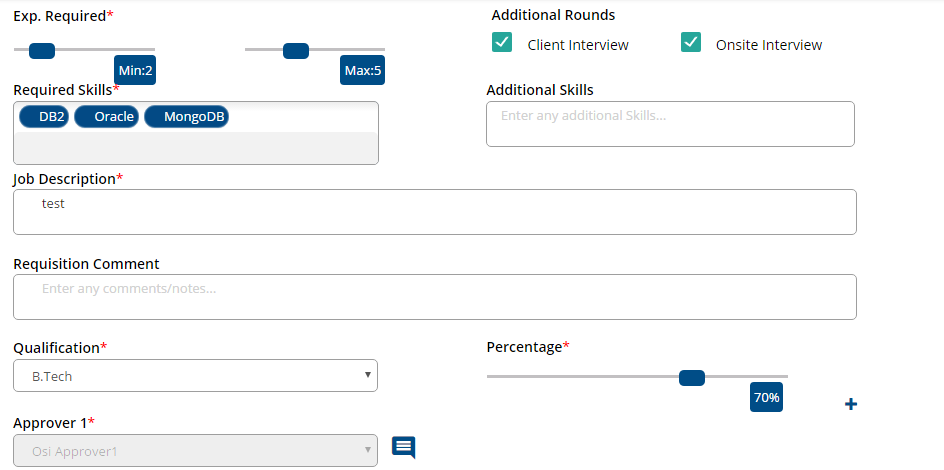 Exp. Required*
Additional Rounds
Client Interview
Onsite Interview
Min:2
Max:5
Required Skills*
Additional Skills
DB2 Oracle MongoDB
Enter any additional Skills...
Job Description*
test
Requisition Comment
Enter any comments/notes...
Qualification*
Percentage*
B.Tech
70%
+
Approver 1*
Osi Approver1